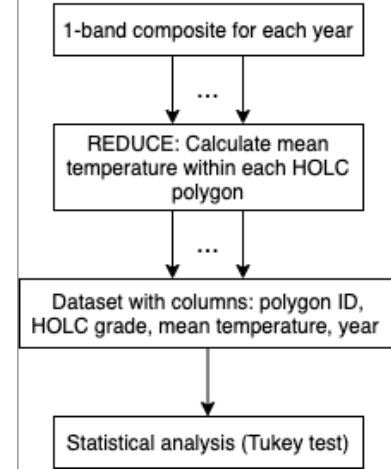 1-band composite for each year
...
REDUCE: Calculate mean
temperature within each HOLC
polygon
...
Dataset with columns: polygon ID,
HOLC grade, mean temperature, year
Statistical analysis (Tukey test)